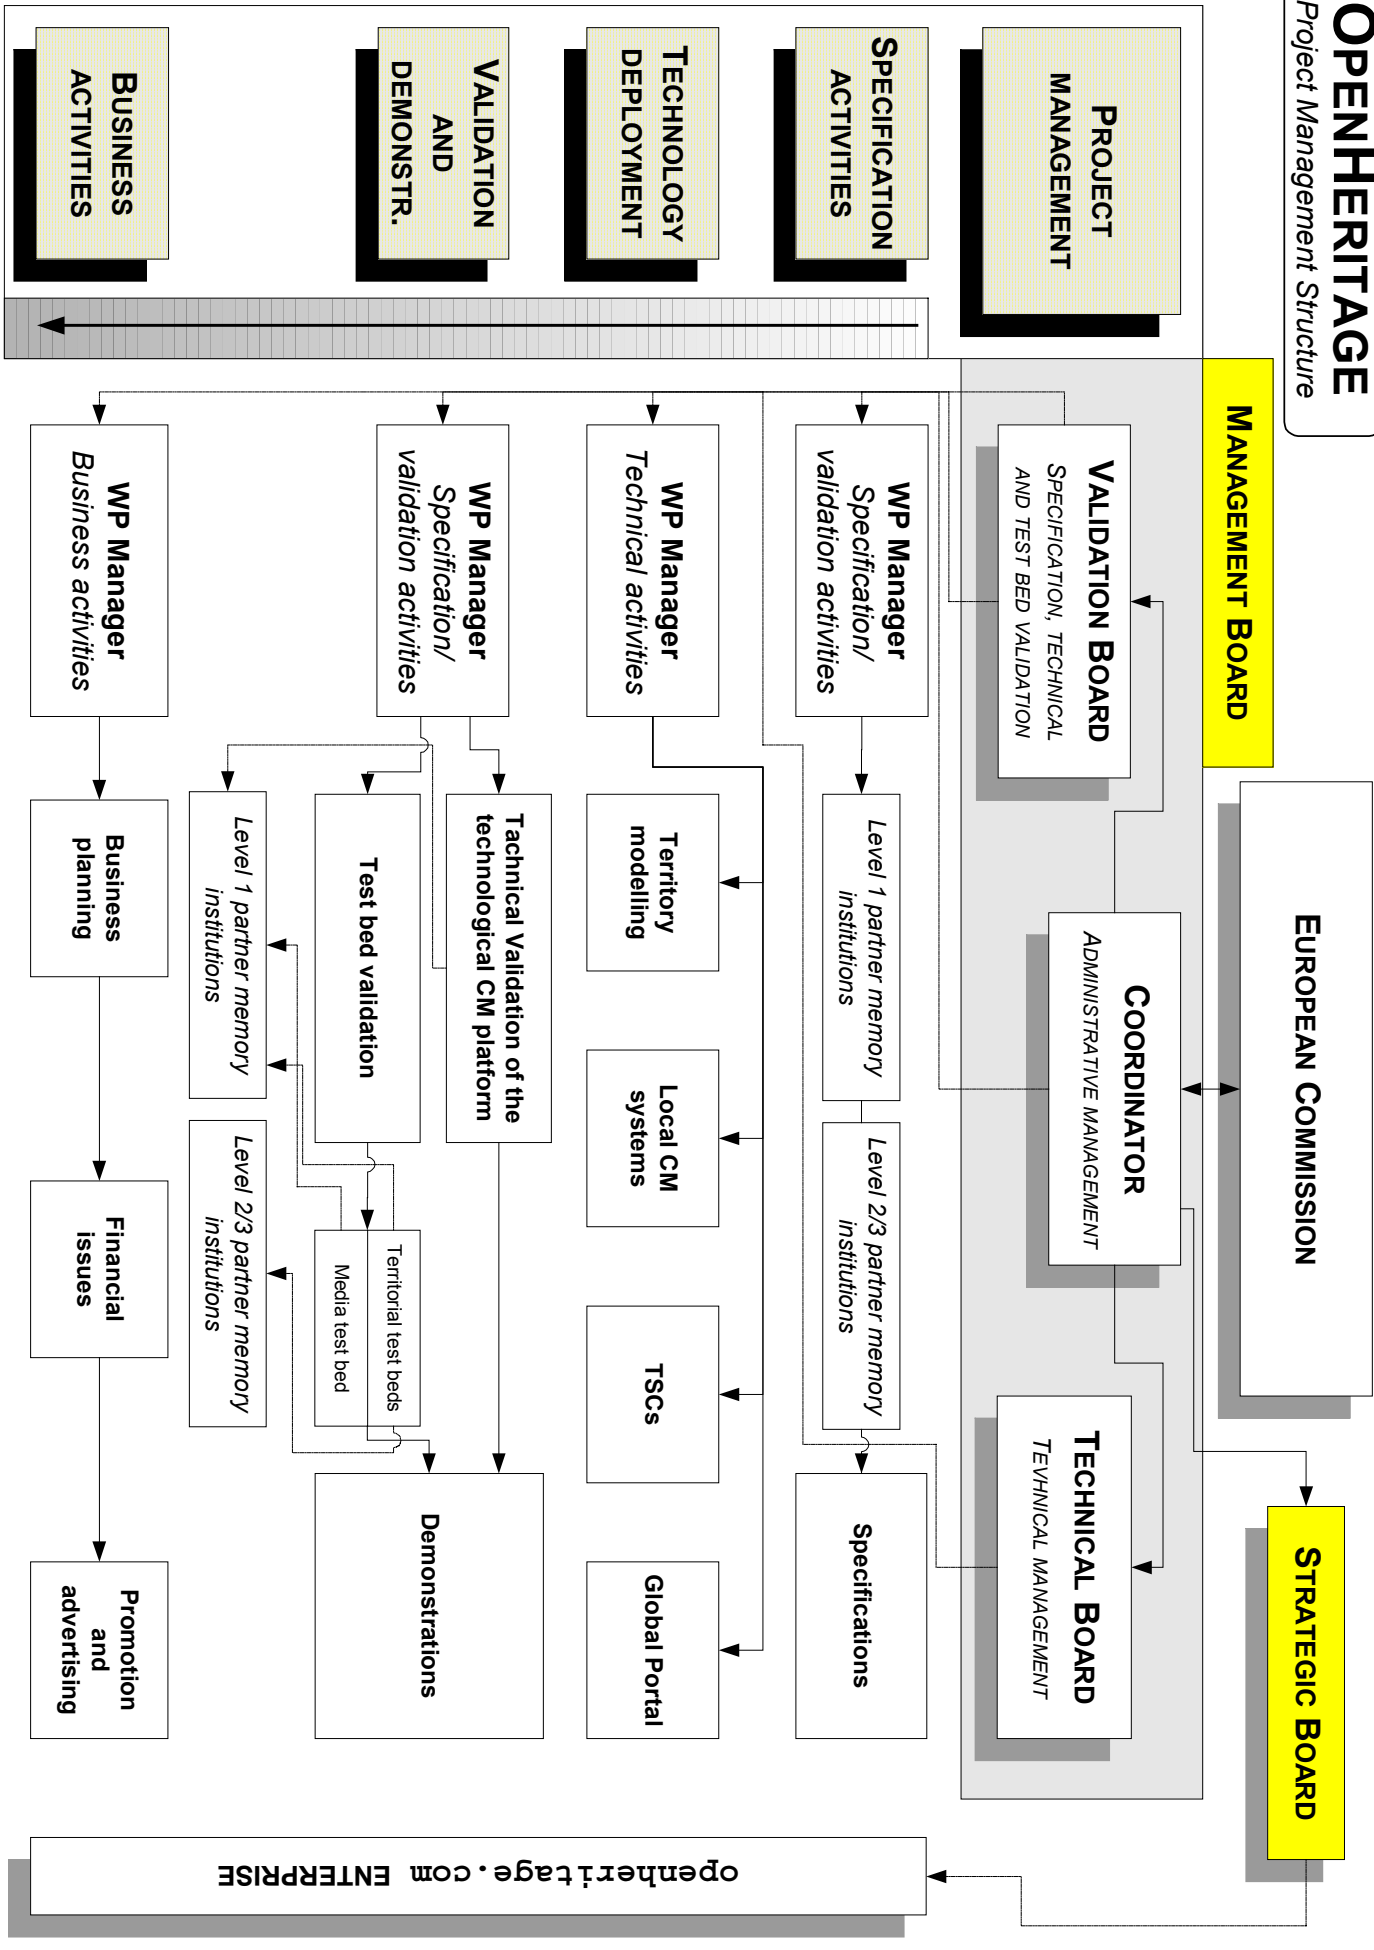 OPENHERITAGE
Project Management Structure
EUROPEAN COMMISSION
STRATEGIC BOARD
MANAGEMENT BOARD
PROJECT
MANAGEMENT
VALIDATION BOARD
SPECIFICATION, TECHNICAL
AND TEST BED VALIDATION
COORDINATOR
ADMINISTRATIVE MANAGEMENT
TECHNICAL BOARD
TEVHNICAL MANAGEMENT
SPECIFICATION
ACTIVITIES
WP Manager
Specification/
validation activities
Level 1 partner memory
institutions
Level 2/3 partner memory
institutions
Specifications
TECHNOLOGY
DEPLOYMENT
WP Manager
Technical activities
Territory
modelling
Local CM
systems
TSCs
Global Portal
VALIDATION
AND
DEMONSTR.
WP Manager
Specification/
validation activities
Tachnical Validation of the
technological CM platform
Test bed validation
Territorial test beds
Media test bed
Demonstrations
Level 1 partner memory
institutions
Level 2/3 partner memory
institutions
BUSINESS
ACTIVITIES
WP Manager
Business activities
Business
planning
Financial
issues
Promotion
and
advertising
openheritage.com ENTERPRISE